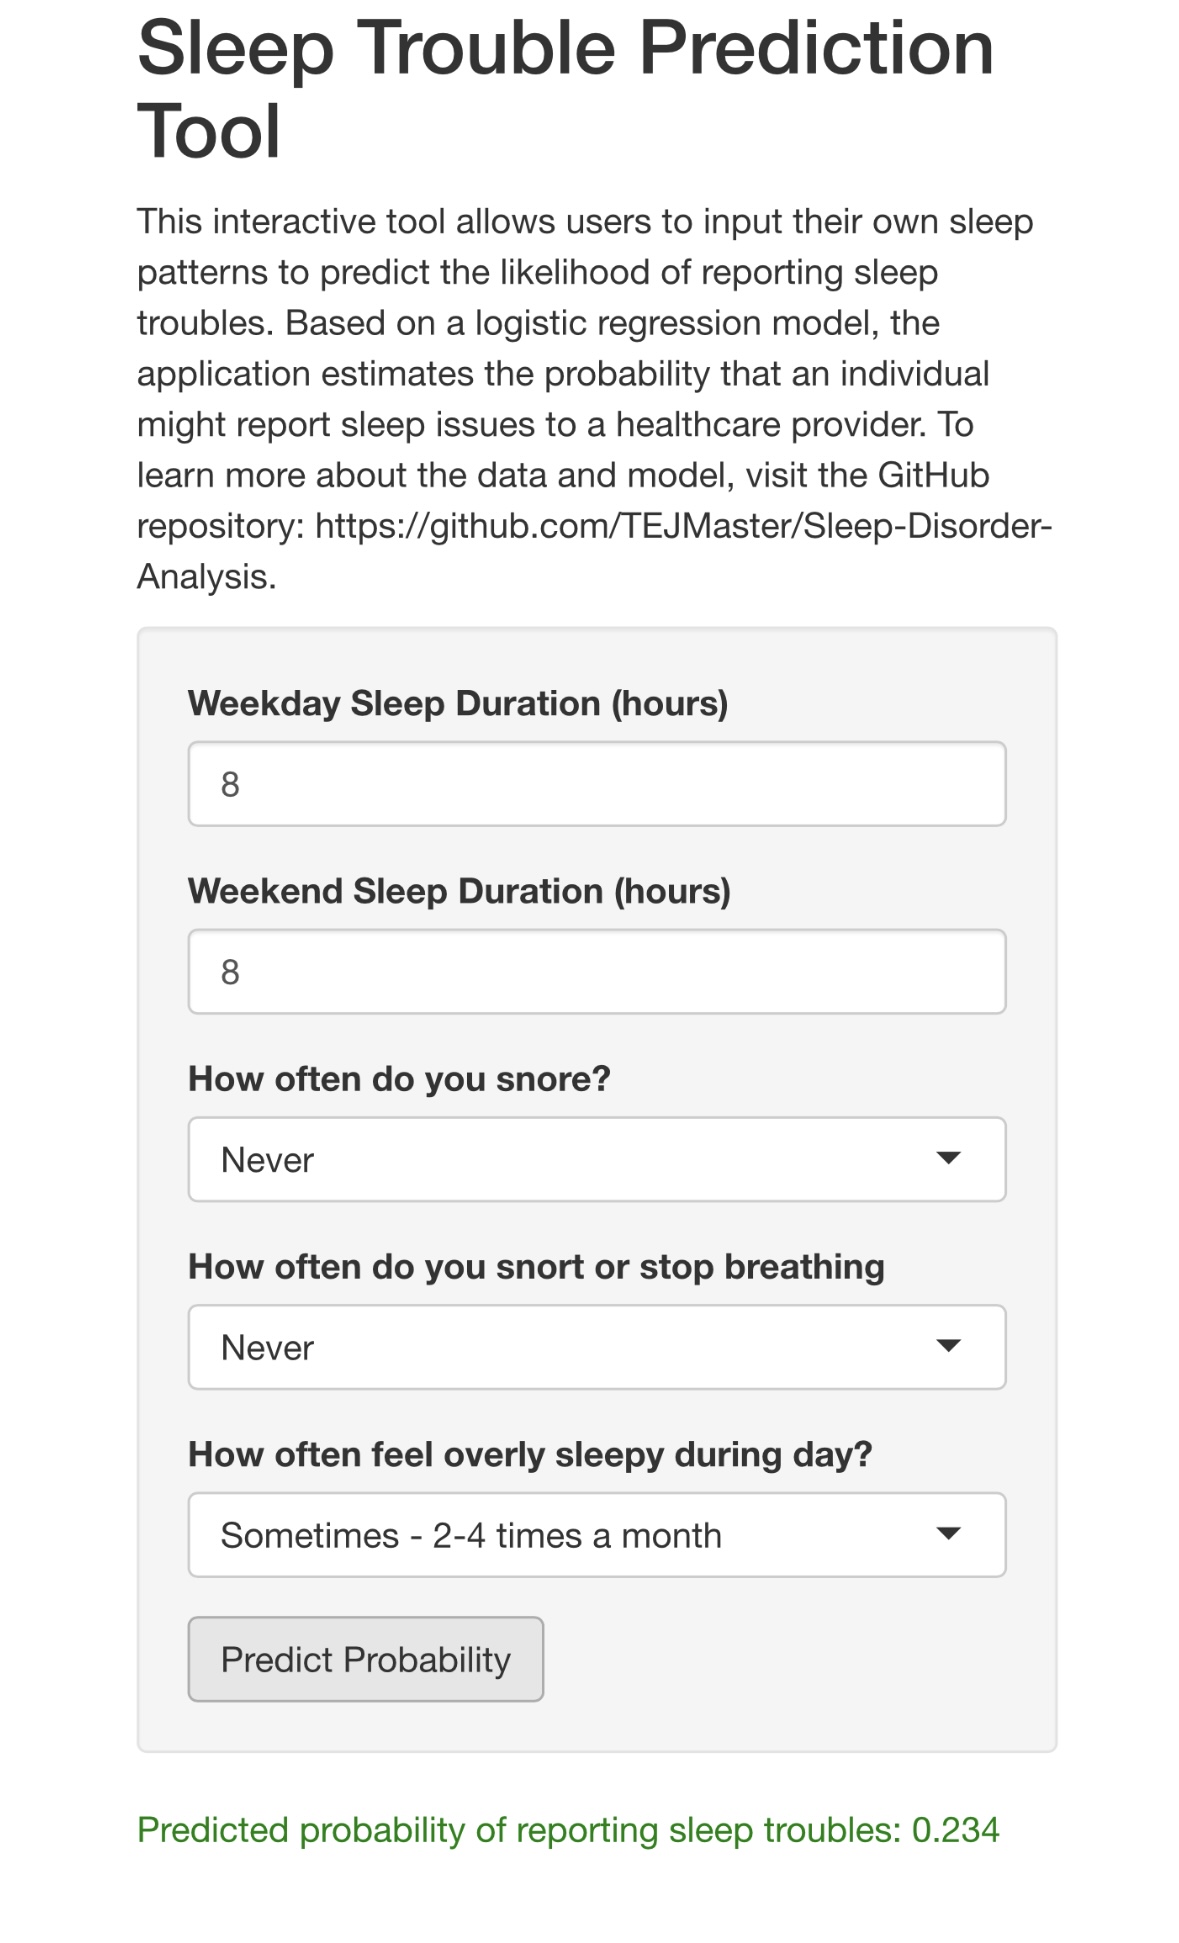 Sleep Trouble Prediction
Tool
This interactive tool allows users to input their own sleep
patterns to predict the likelihood of reporting sleep
troubles. Based on a logistic regression model, the
application estimates the probability that an individual
might report sleep issues to a healthcare provider. To
learn more about the data and model, visit the GitHub
repository: https://github.com/TEJMaster/Sleep-Disorder-
Analysis.
Weekday Sleep Duration (hours)
8
Weekend Sleep Duration (hours)
8
How often do you snore?
Never
How often do you snort or stop breathing
Never
How often feel overly sleepy during day?
Sometimes - 2-4 times a month
Predict Probability
Predicted probability of reporting sleep troubles: 0.234